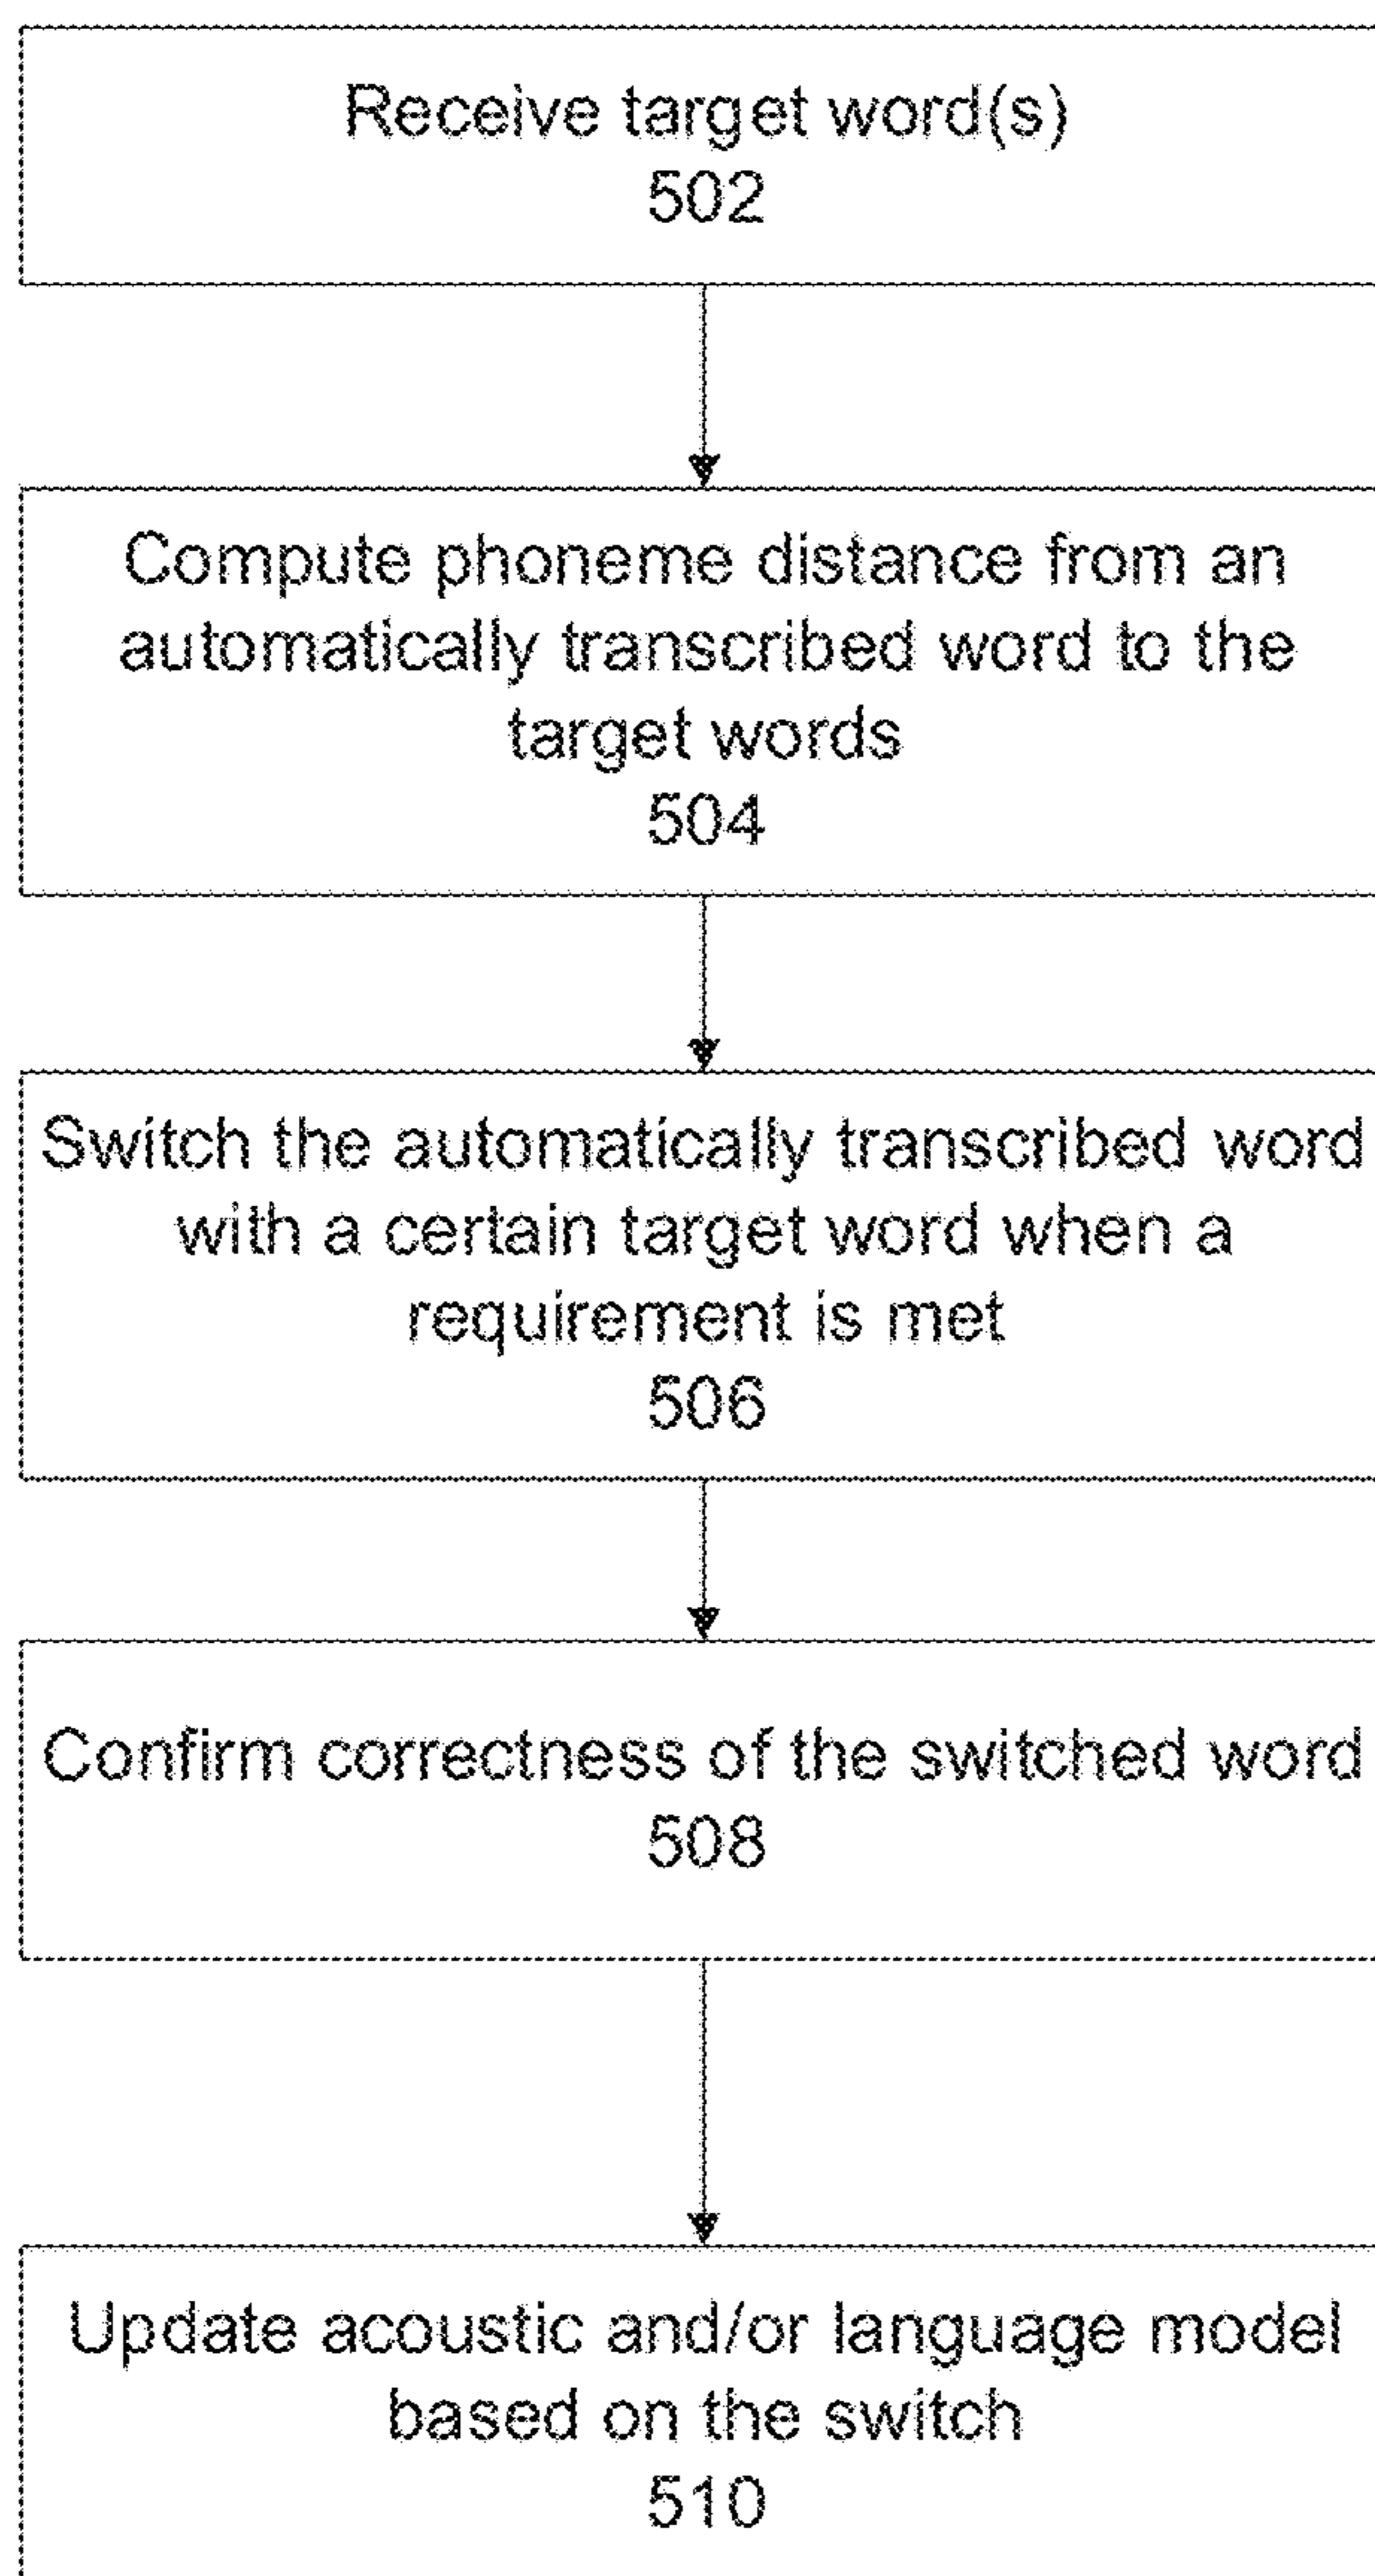 Receive target word(s)
502
Compute phoneme distance from an
automatically transcribed word to the
target words
504
Switch the automatically transcribed word
with a certain target word when a
requirement is met
506
Confirm correctness of the switched word
508
Update acoustic and/or language model
based on the switch
510